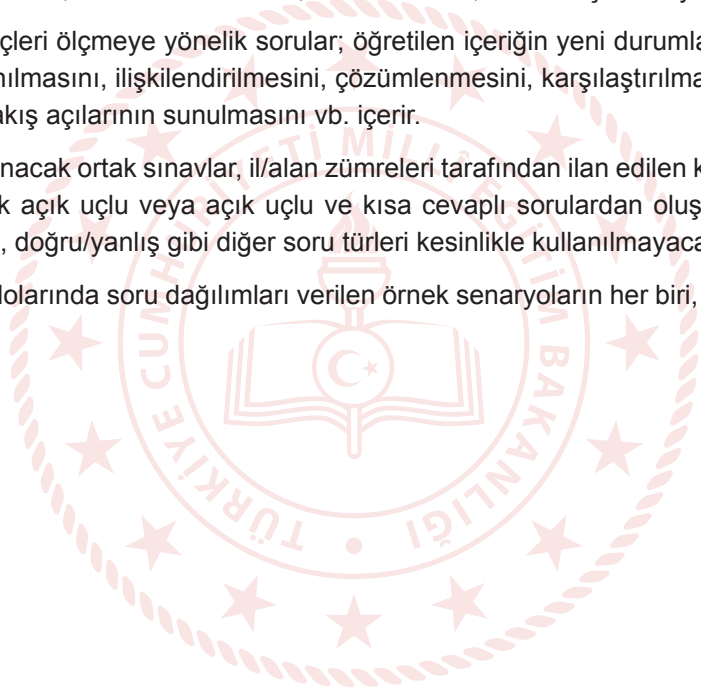 çleri ölçmeye yönelik sorular; öğretilen içeriğin yeni durumla
nılmasını, ilişkilendirilmesini, çözümlenmesini, karşılaştırılma
akış açılarının sunulmasını vb. içerir.
nacak ortak sınavlar, il/alan zümreleri tarafından ilan edilen k
k açık uçlu veya açık uçlu ve kısa cevaplı sorulardan oluş
, doğru/yanlış gibi diğer soru türleri kesinlikle kullanılmayaca
lolarında soru dağılımları verilen örnek senaryoların her biri,
TÜRKİYE CUMHURİYETİ MİLLÎ EĞİTİM BAKANLIĞI